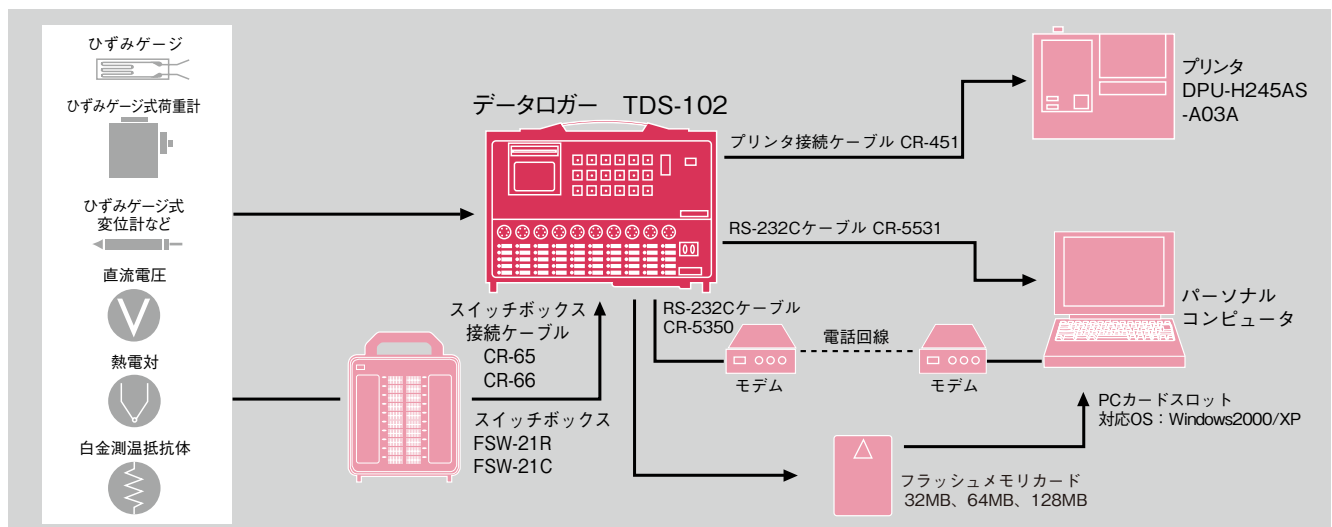 ひずみゲージ
ひずみゲージ式荷重計
ひずみゲージ式
変位計など
直流電圧
V
熱電対
白金測温抵抗体
データロガー TDS-102
プリンタ接続ケーブル CR-451
プリンタ
DPU-H245AS
-A03A
RS-232Cケーブル CR-5531
パーソナル
コンピュータ
スイッチボックス
接続ケーブル
CR-65
CR-66
スイッチボックス
FSW-21R
FSW-21C
RS-232Cケーブル
CR-5350
電話回線
モデム
モデム
PCカードスロット
対応OS：Windows2000/XP
フラッシュメモリカード
32MB、64MB、128MB